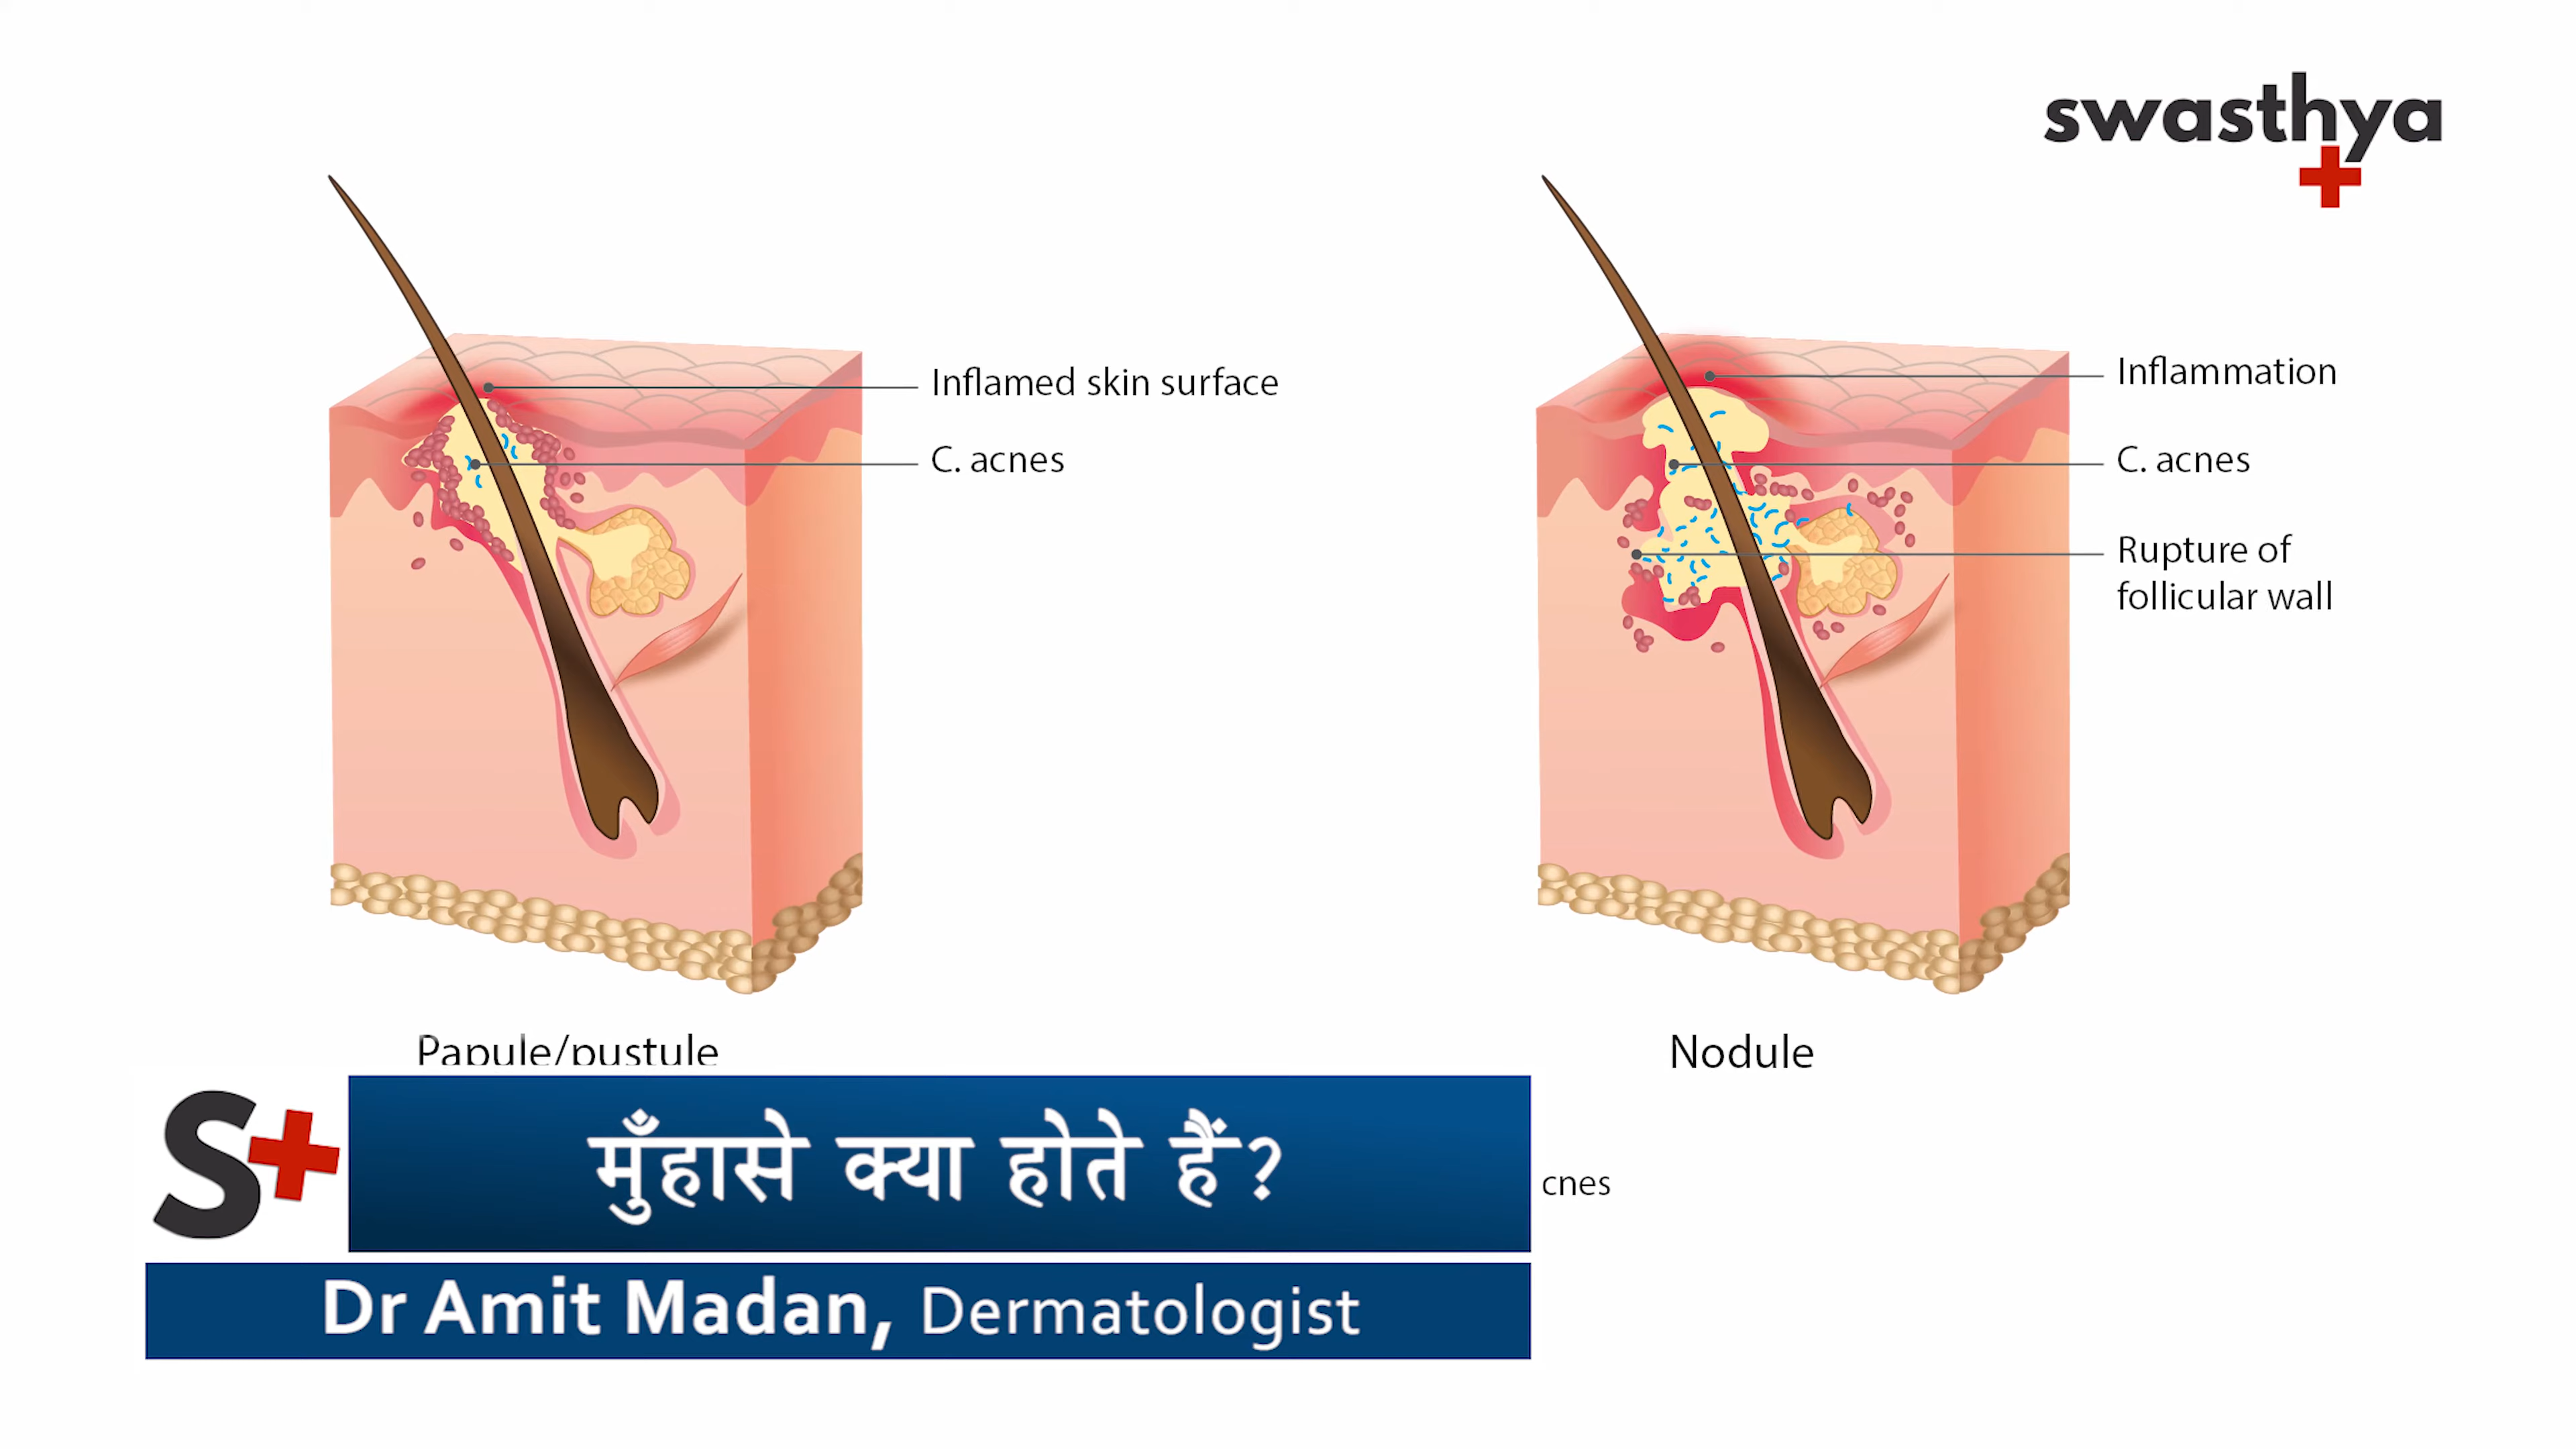 swasthya
Inflamed skin surface
C. acnes
Inflammation
C. acnes
Rupture of
follicular wall
Papule/pustule
Nodule
S+
मुँहासे क्या होते हैं?
cnes
Dr Amit Madan, Dermatologist